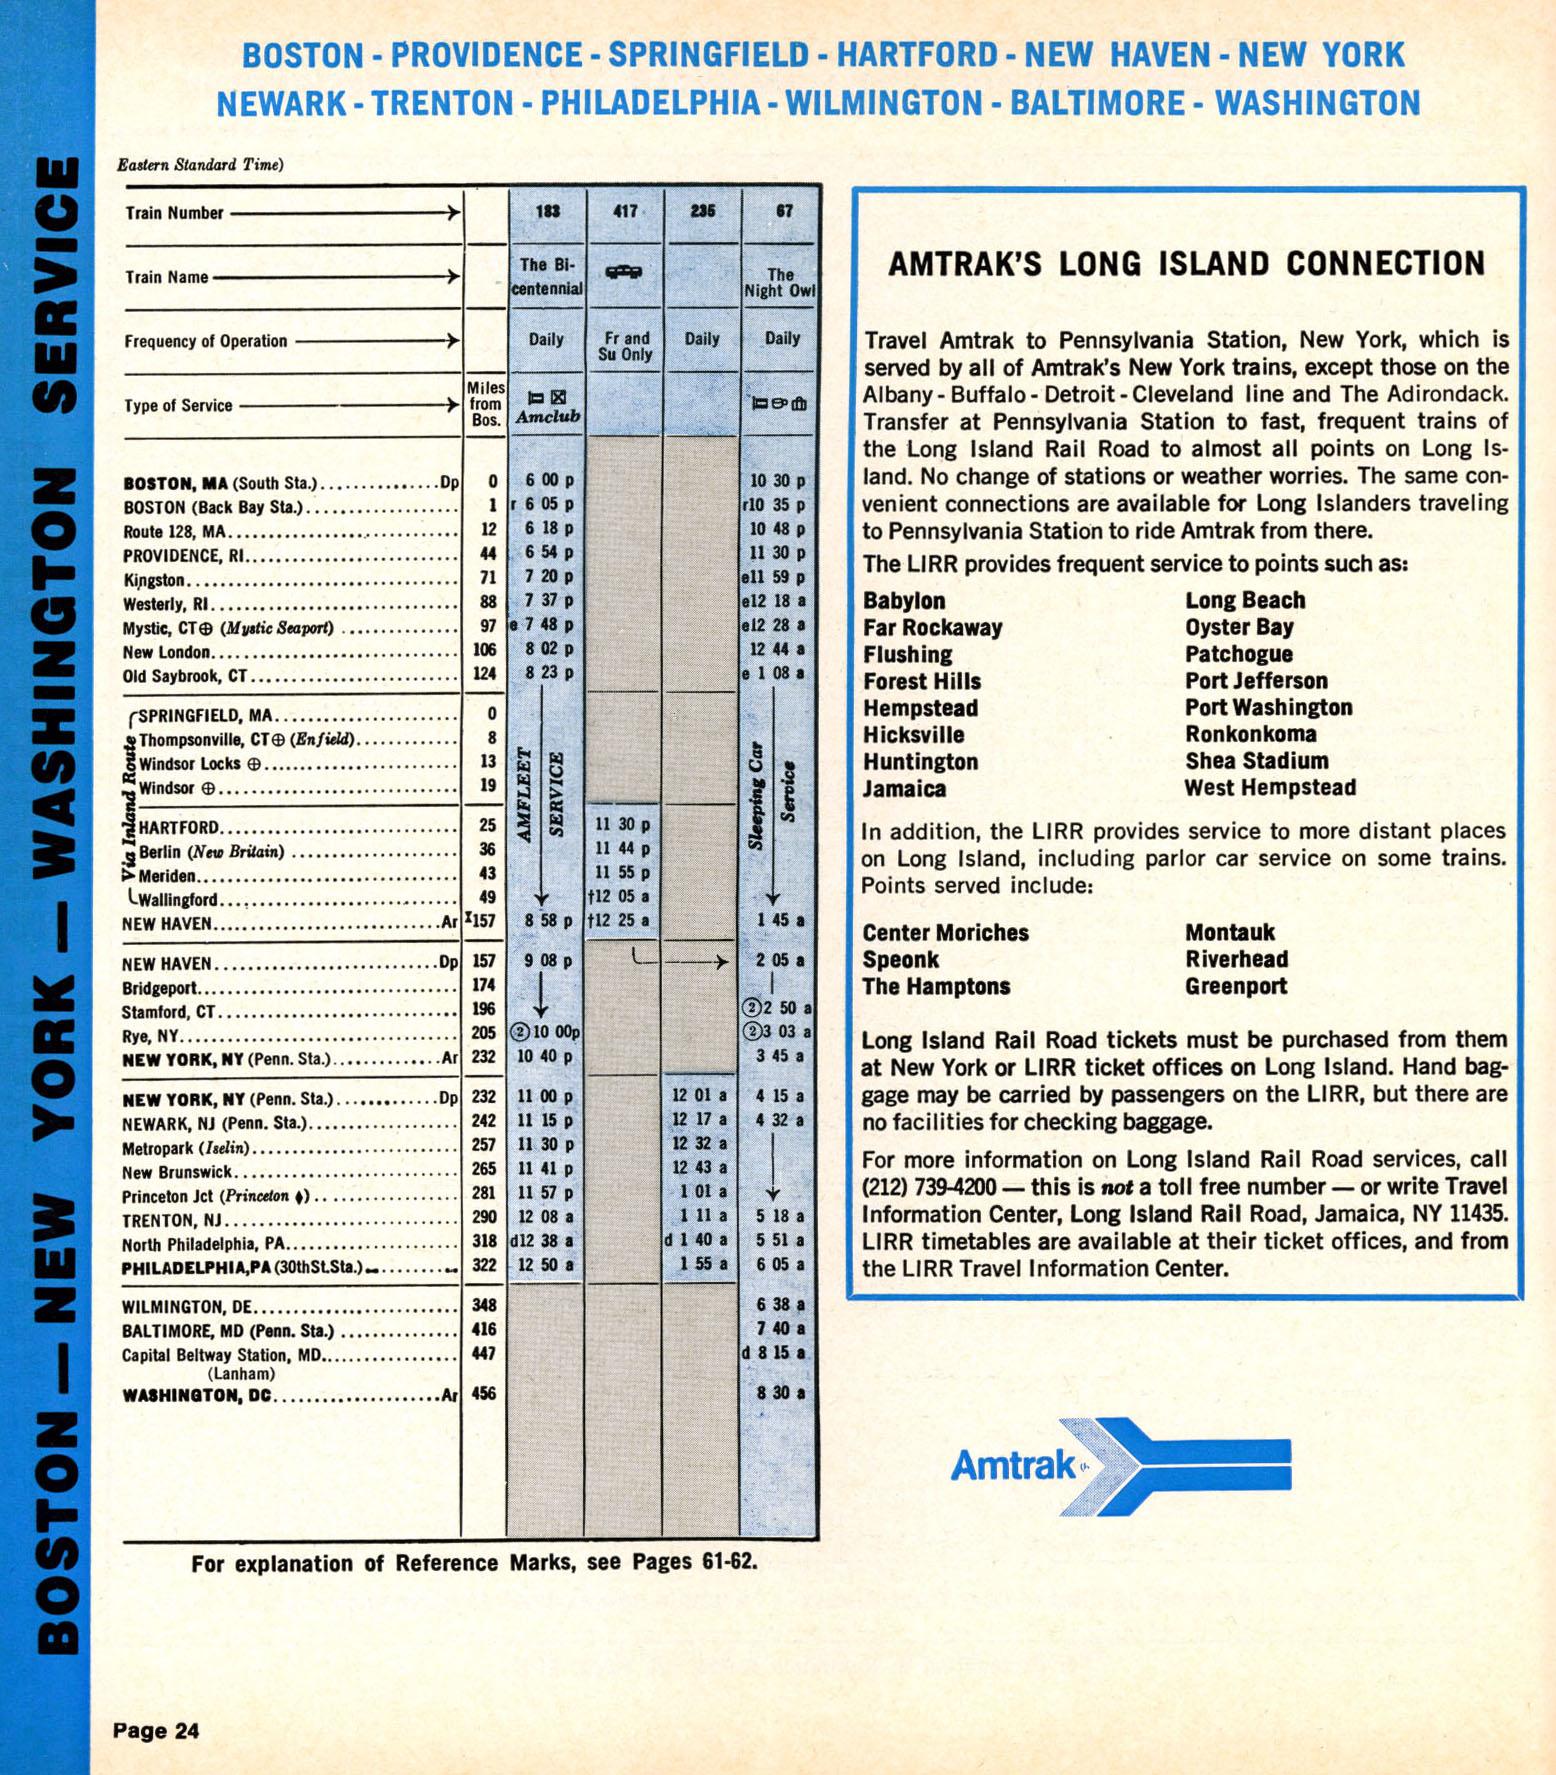 BOSTON — NEW YORK — WASHINGTON SERVICE
BOSTON - PROVIDENCE - SPRINGFIELD - HARTFORD - NEW HAVEN - NEW YORK
NEWARK - TRENTON - PHILADELPHIA - WILMINGTON - BALTIMORE - WASHINGTON
Eastern Standard Time)
Train Number 183 417 235 67
Train Name The Bi-centennial The Night Owl
Frequency of Operation Daily Fr and Su Only Daily Daily
Type of Service Miles from Bos. Amclub
BOSTON, MA (South Sta.) Dp 0 6 00 p 10 30 p
BOSTON (Back Bay Sta.) 1 r 6 05 p r10 35 p
Route 128, MA 12 6 18 p 10 48 p
PROVIDENCE, RI 44 6 54 p 11 30 p
Kingston 71 7 20 p e11 59 p
Westerly, RI 88 7 37 p e12 18 a
Mystic, CT⊕ (Mystic Seaport) 97 e 7 48 p e12 28 a
New London 106 8 02 p 12 44 a
Old Saybrook, CT 124 8 23 p e 1 08 a
Via Inland Route
SPRINGFIELD, MA 0
Thompsonville, CT⊕ (Enfield) 8
Windsor Locks ⊕ 13
Windsor ⊕ 19
AMFLEET SERVICE
Sleeping Car Service
HARTFORD 25 11 30 p
Berlin (New Britain) 36 11 44 p
Meriden 43 11 55 p
Wallingford 49 †12 05 a
NEW HAVEN Ar ɪ157 8 58 p †12 25 a 1 45 a
NEW HAVEN Dp 157 9 08 p 2 05 a
Bridgeport 174
Stamford, CT 196 ②2 50 a
Rye, NY 205 ②10 00p ②3 03 a
NEW YORK, NY (Penn. Sta.) Ar 232 10 40 p 3 45 a
NEW YORK, NY (Penn. Sta.) Dp 232 11 00 p 12 01 a 4 15 a
NEWARK, NJ (Penn. Sta.) 242 11 15 p 12 17 a 4 32 a
Metropark (Iselin) 257 11 30 p 12 32 a
New Brunswick 265 11 41 p 12 43 a
Princeton Jct (Princeton ♦) 281 11 57 p 1 01 a
TRENTON, NJ 290 12 08 a 1 11 a 5 18 a
North Philadelphia, PA 318 d12 38 a d 1 40 a 5 51 a
PHILADELPHIA,PA (30thSt.Sta.) 322 12 50 a 1 55 a 6 05 a
WILMINGTON, DE 348 6 38 a
BALTIMORE, MD (Penn. Sta.) 416 7 40 a
Capital Beltway Station, MD 447 d 8 15 a
(Lanham)
WASHINGTON, DC Ar 456 8 30 a
For explanation of Reference Marks, see Pages 61-62.
AMTRAK'S LONG ISLAND CONNECTION
Travel Amtrak to Pennsylvania Station, New York, which is
served by all of Amtrak's New York trains, except those on the
Albany - Buffalo - Detroit - Cleveland line and The Adirondack.
Transfer at Pennsylvania Station to fast, frequent trains of
the Long Island Rail Road to almost all points on Long Is-
land. No change of stations or weather worries. The same con-
venient connections are available for Long Islanders traveling
to Pennsylvania Station to ride Amtrak from there.
The LIRR provides frequent service to points such as:
Babylon Long Beach
Far Rockaway Oyster Bay
Flushing Patchogue
Forest Hills Port Jefferson
Hempstead Port Washington
Hicksville Ronkonkoma
Huntington Shea Stadium
Jamaica West Hempstead
In addition, the LIRR provides service to more distant places
on Long Island, including parlor car service on some trains.
Points served include:
Center Moriches Montauk
Speonk Riverhead
The Hamptons Greenport
Long Island Rail Road tickets must be purchased from them
at New York or LIRR ticket offices on Long Island. Hand bag-
gage may be carried by passengers on the LIRR, but there are
no facilities for checking baggage.
For more information on Long Island Rail Road services, call
(212) 739-4200 — this is not a toll free number — or write Travel
Information Center, Long Island Rail Road, Jamaica, NY 11435.
LIRR timetables are available at their ticket offices, and from
the LIRR Travel Information Center.
Amtrak
Page 24